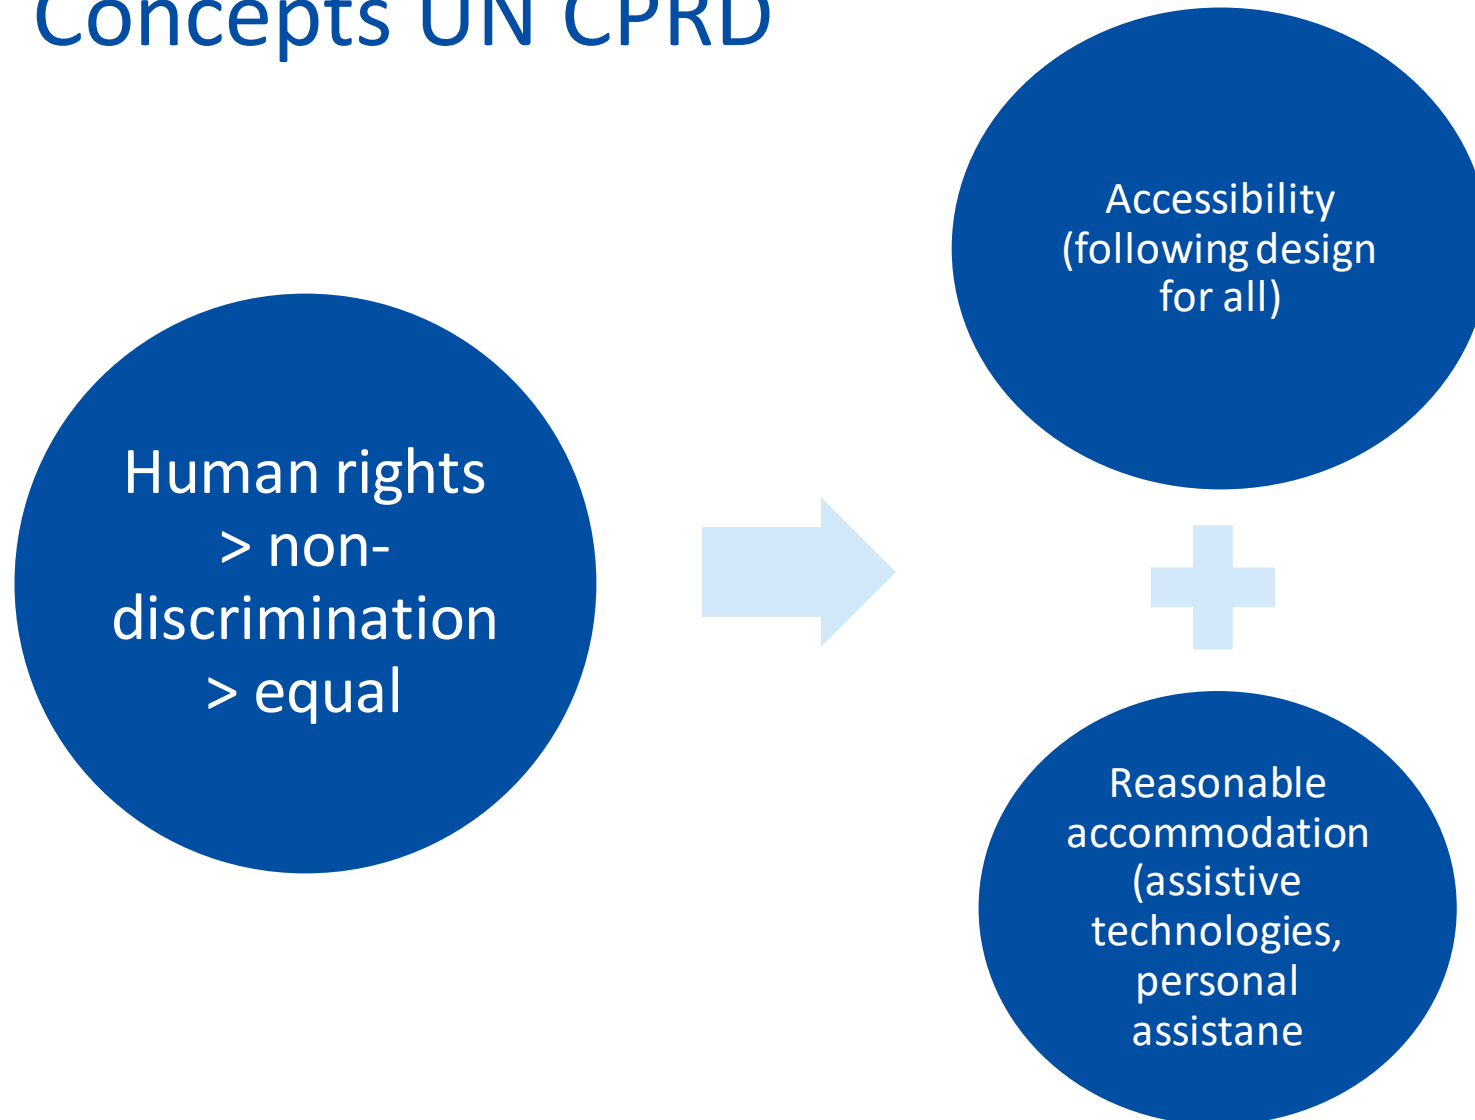 Concepts UN CPRD
Human rights
> non-
discrimination
> equal
Accessibility
(following design
for all)
Reasonable
accommodation
(assistive
technologies,
personal
assistane